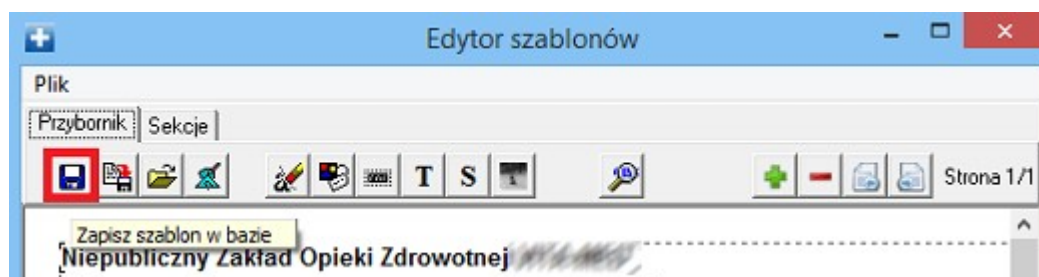 Edytor szablonów
Plik
Przybornik Sekcje
T S Strona 1/1
Zapisz szablon w bazie
Niepubliczny Zakład Opieki Zdrowotnej